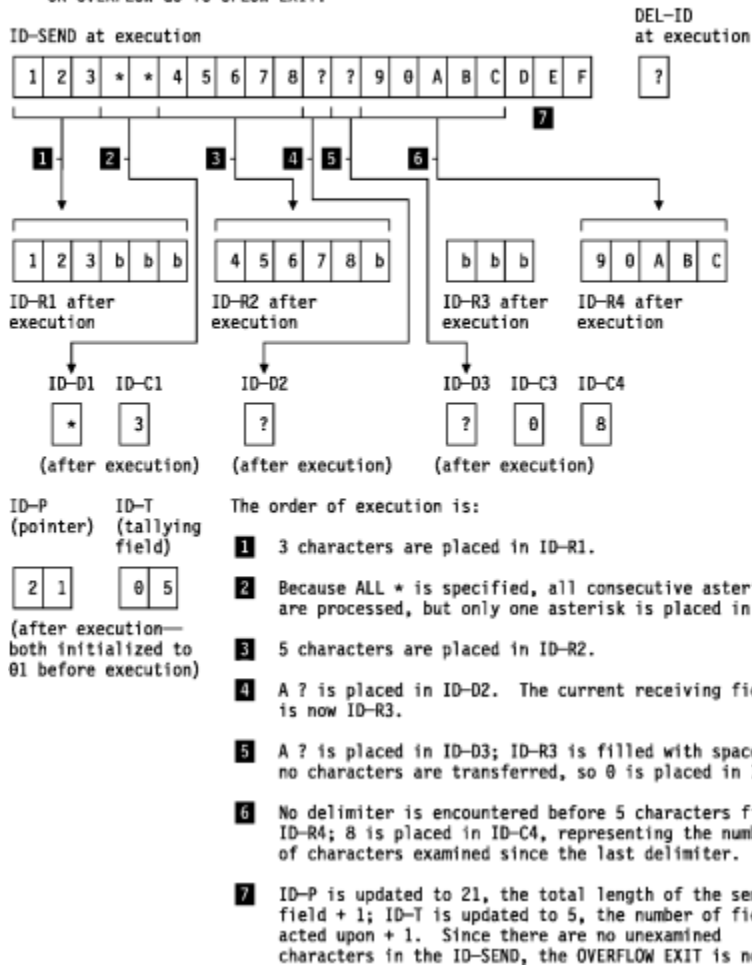 ON OVERFLOW GO TO OFLOW EXIT.
DEL-ID
at execution
ID-SEND at execution
1 2 3 * * 4 5 6 7 8 ? ? 9 0 A B C D E F
?
7
1 2 3 4 5 6
1 2 3 b b b
4 5 6 7 8 b
b b b
9 0 A B C
ID-R1 after
execution
ID-R2 after
execution
ID-R3 after
execution
ID-R4 after
execution
ID-D1 ID-C1 ID-D2 ID-D3 ID-C3 ID-C4
* 3 ? ? 0 8
(after execution) (after execution) (after execution)
ID-P
(pointer)
ID-T
(tallying
field)
2 1
0 5
(after execution—
both initialized to
01 before execution)
The order of execution is:
1 3 characters are placed in ID-R1.
2 Because ALL * is specified, all consecutive aster
are processed, but only one asterisk is placed in
3 5 characters are placed in ID-R2.
4 A ? is placed in ID-D2. The current receiving fie
is now ID-R3.
5 A ? is placed in ID-D3; ID-R3 is filled with spac
no characters are transferred, so 0 is placed in
6 No delimiter is encountered before 5 characters f
ID-R4; 8 is placed in ID-C4, representing the num
of characters examined since the last delimiter.
7 ID-P is updated to 21, the total length of the se
field + 1; ID-T is updated to 5, the number of fi
acted upon + 1. Since there are no unexamined
characters in the ID-SEND, the OVERFLOW EXIT is n